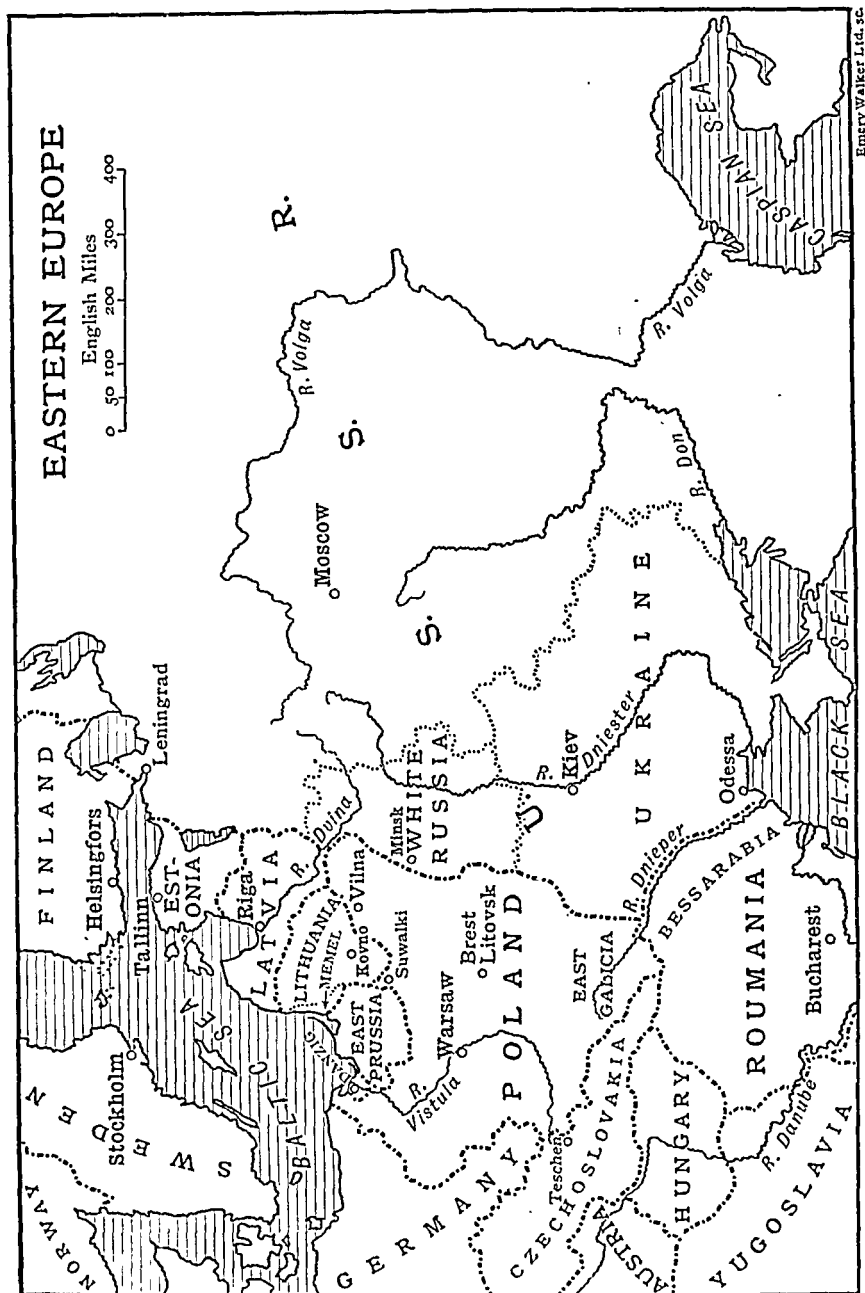 EASTERN EUROPE
English Miles
0 50 100 200 300 400
NORWAY
SWEDEN
FINLAND
Stockholm
Helsingfors
Leningrad
Tallinn
ESTONIA
BALTIC SEA
Riga
LATVIA
R. Dvina
LITHUANIA
MEMEL
Kovno
Vilna
Suwalki
DANZIG
EAST
PRUSSIA
R.
Vistula
Warsaw
Brest
Litovsk
POLAND
Minsk
WHITE
RUSSIA
Moscow
R. Volga
U. S. S. R.
GERMANY
Teschen
CZECHOSLOVAKIA
EAST
GALICIA
R. Dniester
Kiev
UKRAINE
R. Don
R. Volga
CASPIAN SEA
AUSTRIA
HUNGARY
R. Dnieper
BESSARABIA
Odessa
ROUMANIA
Bucharest
R. Danube
YUGOSLAVIA
BLACK SEA
Emery Walker Ltd. sc.